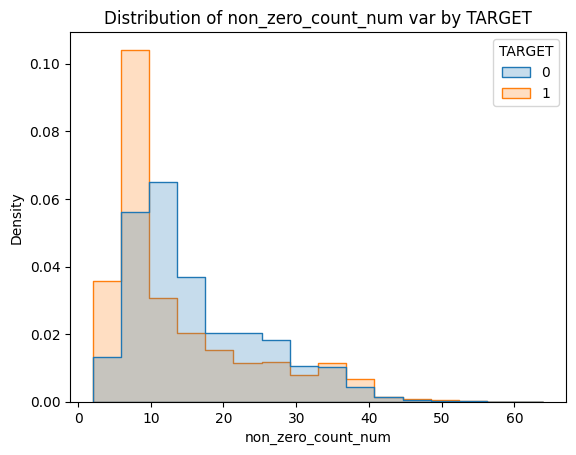 Distribution of non_zero_count_num var by TARGET
TARGET
0
1
Density
0.10
0.08
0.06
0.04
0.02
0.00
0 10 20 30 40 50 60
non_zero_count_num